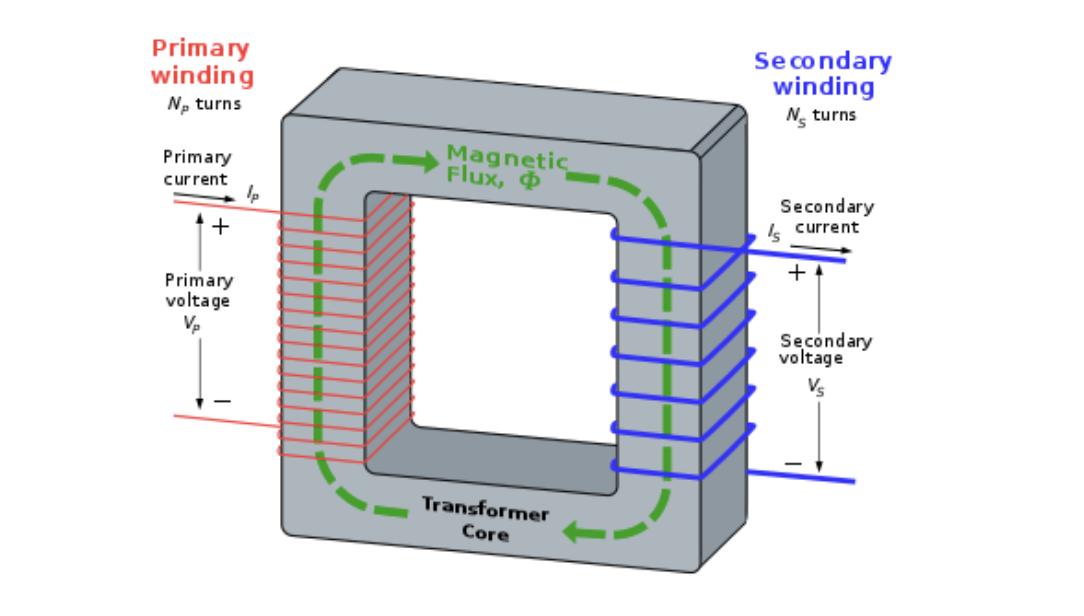 Primary
winding
Nₚ turns
Primary
current
Iₚ
+
Primary
voltage
Vₚ
−
Magnetic
Flux, Φ
Transformer
Core
Secondary
winding
Nₛ turns
Secondary
current
Iₛ
+
Secondary
voltage
Vₛ
−